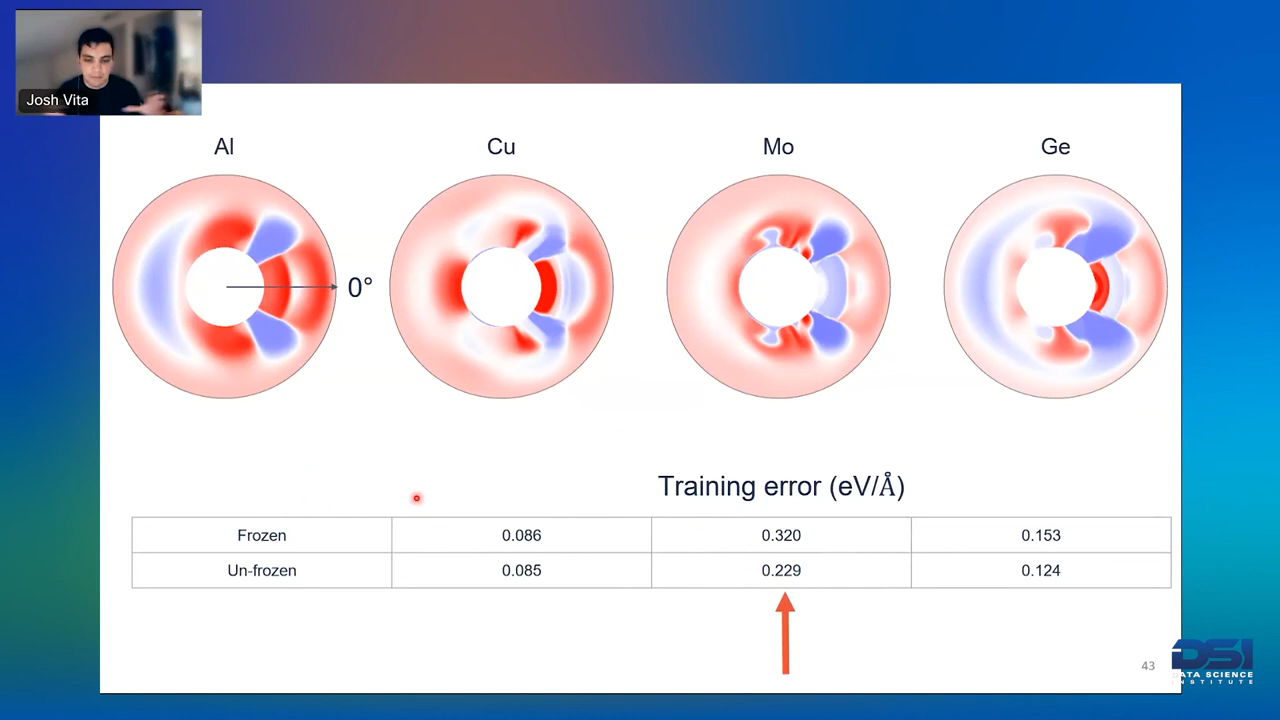 Josh Vita
Al
Cu
Mo
Ge
0°
Training error (eV/Å)
Frozen 0.086 0.320 0.153
Un-frozen 0.085 0.229 0.124
43
DSI
DATA SCIENCE
INSTITUTE